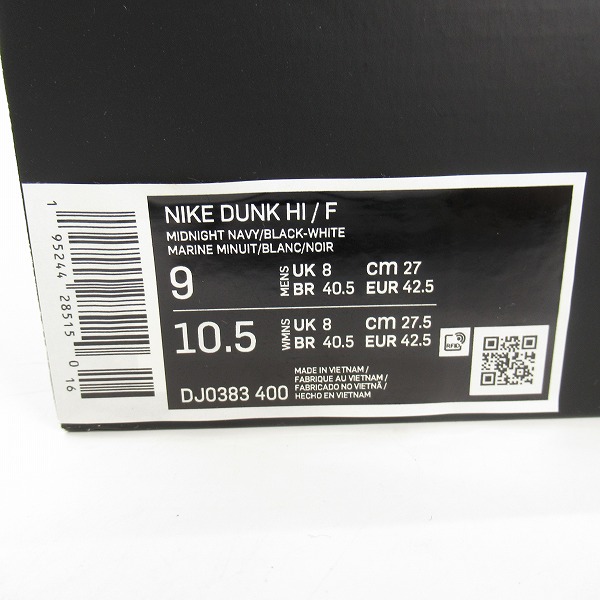 NIKE DUNK HI / F
MIDNIGHT NAVY/BLACK-WHITE
MARINE MINUIT/BLANC/NOIR
9 MENS UK 8 cm 27
BR 40.5 EUR 42.5
10.5 WMNS UK 8 cm 27.5
BR 40.5 EUR 42.5
RFID
DJ0383 400
MADE IN VIETNAM /
FABRIQUE AU VIETNAM /
FABRICADO NO VIETNÃ /
HECHO EN VIETNAM
1 95244 28515 0 16